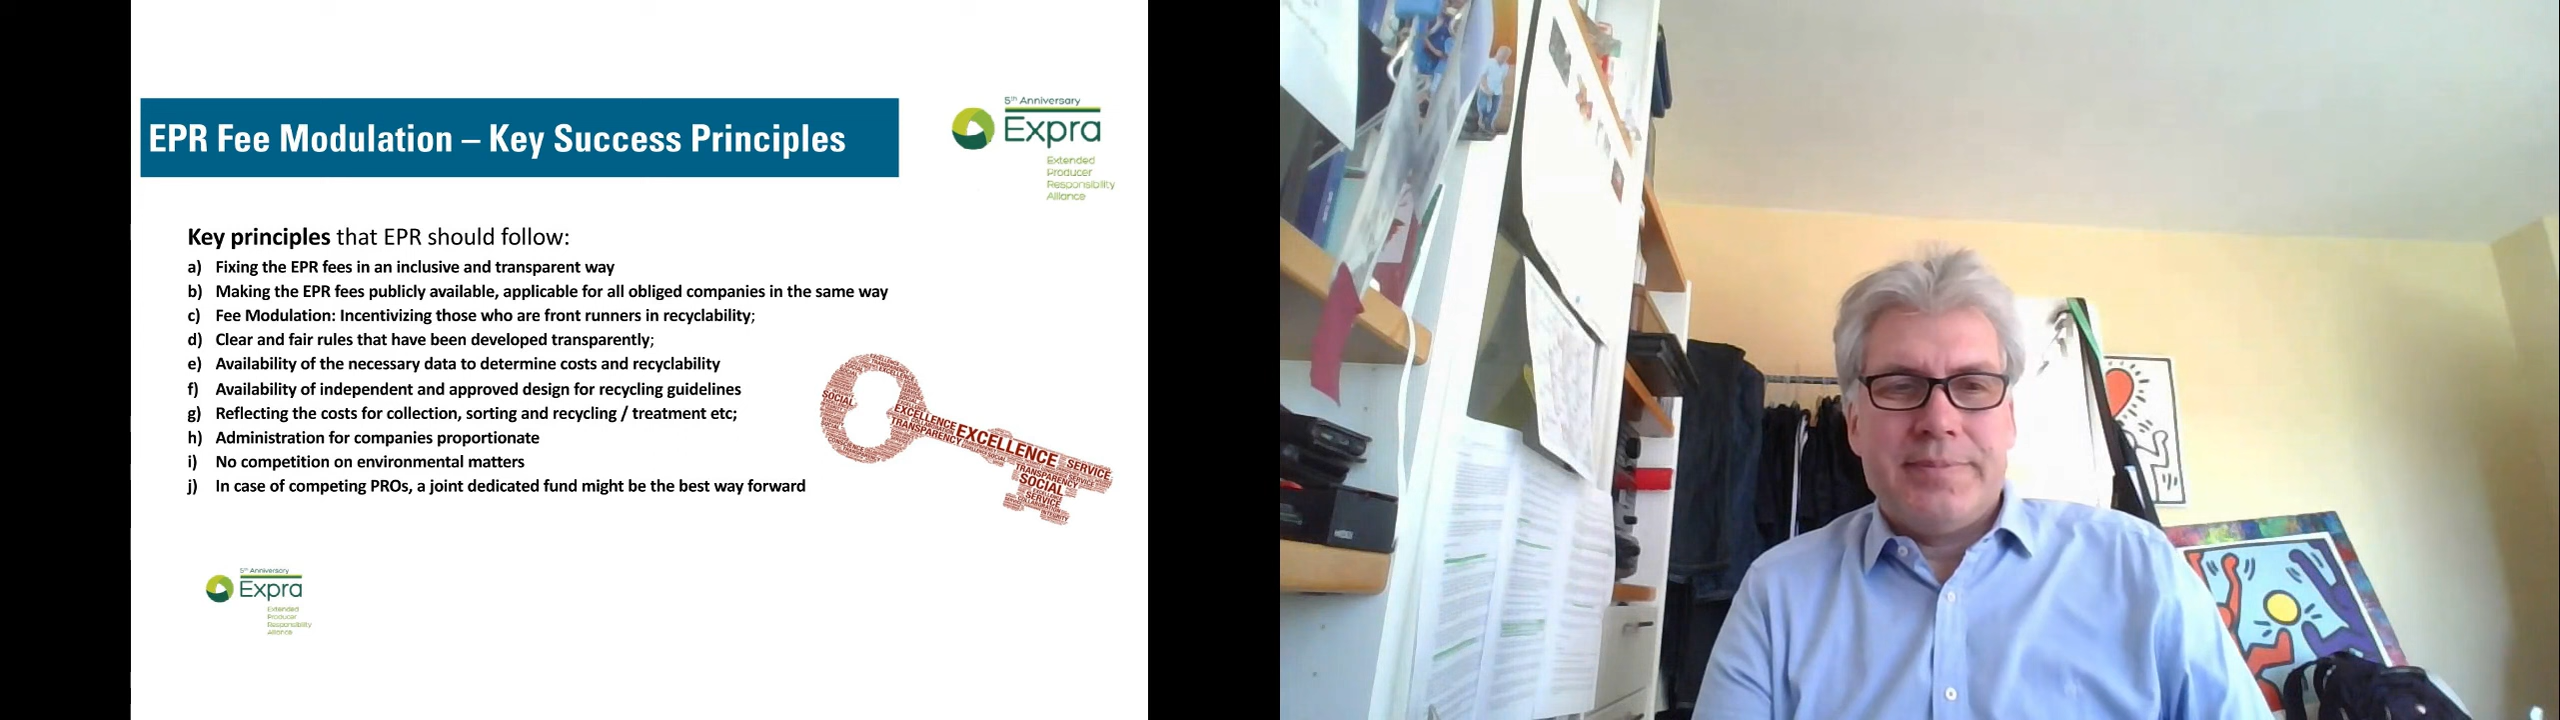 EPR Fee Modulation – Key Success Principles
5th Anniversary
Expra
Extended
Producer
Responsibility
Alliance
Key principles that EPR should follow:
a) Fixing the EPR fees in an inclusive and transparent way
b) Making the EPR fees publicly available, applicable for all obliged companies in the same way
c) Fee Modulation: Incentivizing those who are front runners in recyclability;
d) Clear and fair rules that have been developed transparently;
e) Availability of the necessary data to determine costs and recyclability
f) Availability of independent and approved design for recycling guidelines
g) Reflecting the costs for collection, sorting and recycling / treatment etc;
h) Administration for companies proportionate
i) No competition on environmental matters
j) In case of competing PROs, a joint dedicated fund might be the best way forward
SOCIAL
EXCELLENCE
TRANSPARENCY
EXCELLENCE
SERVICE
TRANSPARENCY
SOCIAL
SERVICE
INTEGRITY
5th Anniversary
Expra
Extended
Producer
Responsibility
Alliance